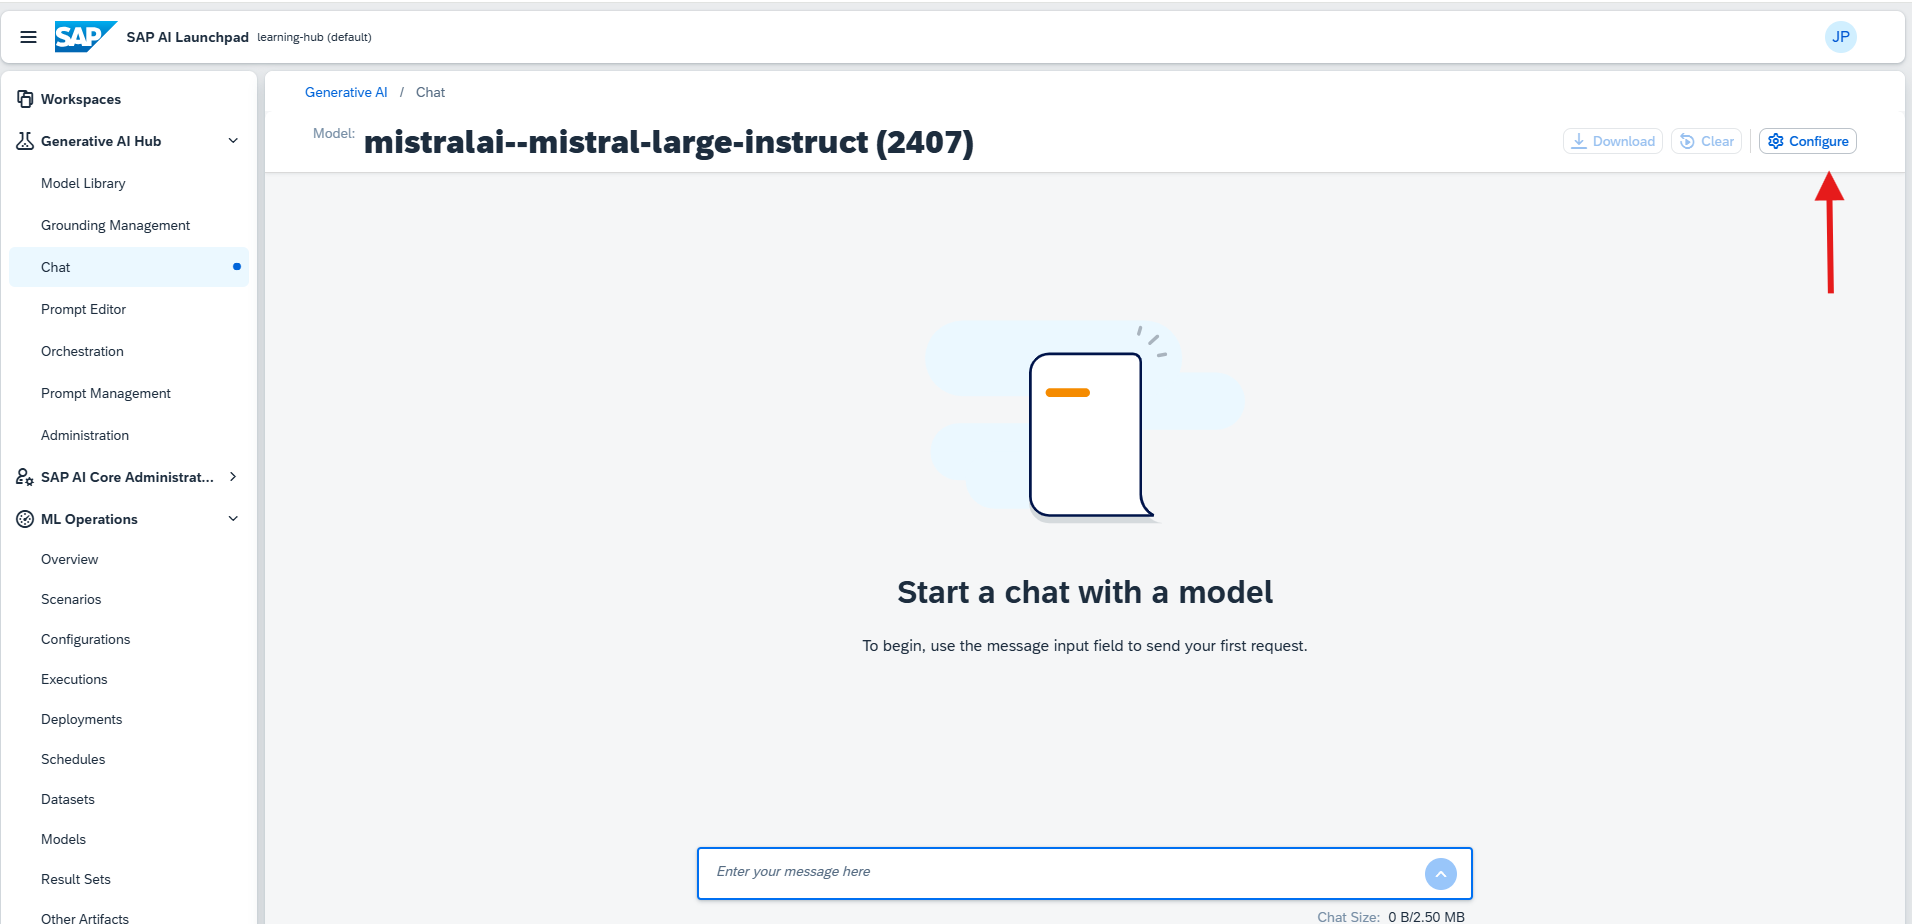 SAP SAP AI Launchpad learning-hub (default) JP
Workspaces
Generative AI Hub
Model Library
Grounding Management
Chat
Prompt Editor
Orchestration
Prompt Management
Administration
SAP AI Core Administrat...
ML Operations
Overview
Scenarios
Configurations
Executions
Deployments
Schedules
Datasets
Models
Result Sets
Other Artifacts
Generative AI / Chat
Model: mistralai--mistral-large-instruct (2407)
Download Clear Configure
Start a chat with a model
To begin, use the message input field to send your first request.
Enter your message here
Chat Size: 0 B/2.50 MB